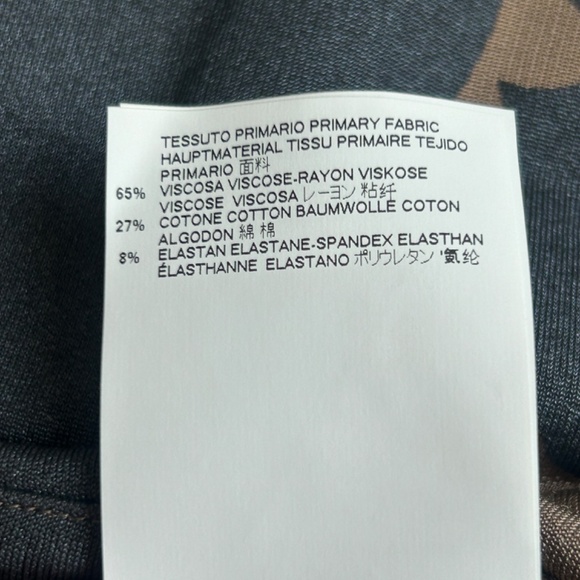 TESSUTO PRIMARIO PRIMARY FABRIC
HAUPTMATERIAL TISSU PRIMAIRE TEJIDO
PRIMARIO 面料
65% VISCOSA VISCOSE-RAYON VISKOSE
VISCOSE VISCOSA レーヨン 粘纤
27% COTONE COTTON BAUMWOLLE COTON
ALGODON 綿 棉
8% ELASTAN ELASTANE-SPANDEX ELASTHAN
ÉLASTHANNE ELASTANO ポリウレタン '氨纶